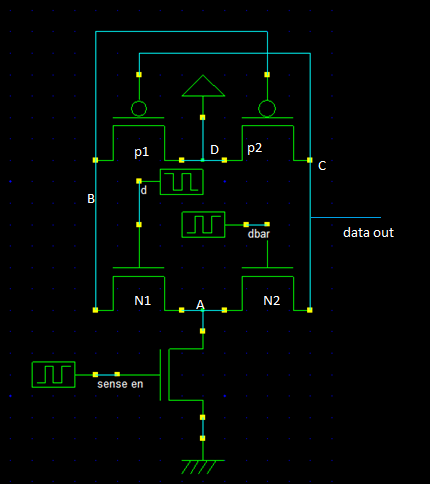 p1
D
p2
C
d
B
dbar
data out
N1
A
N2
sense en